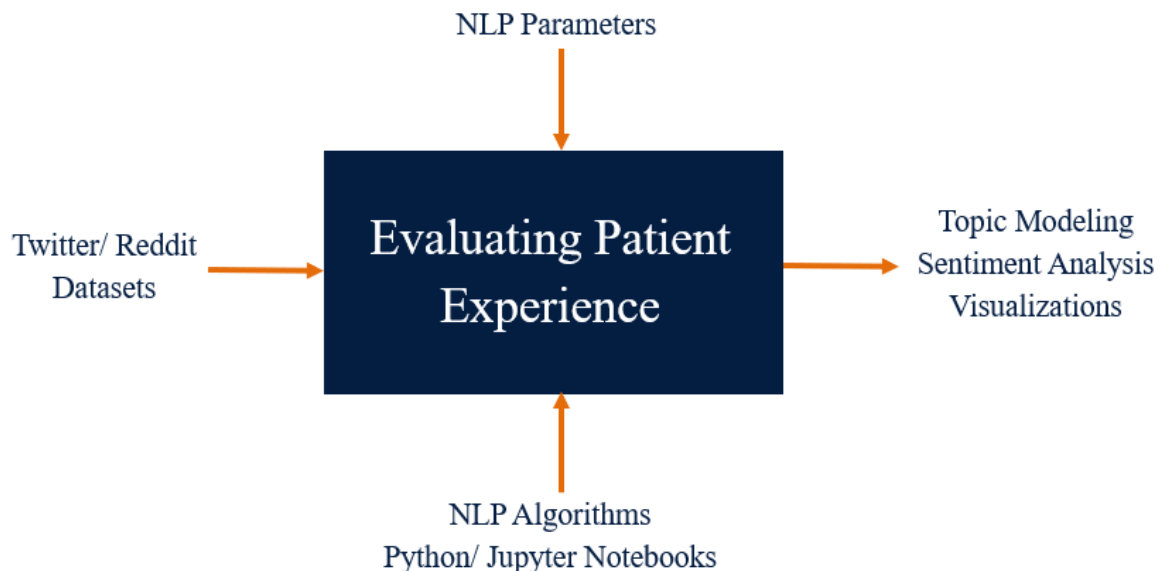 NLP Parameters
Twitter/ Reddit
Datasets
Evaluating Patient
Experience
Topic Modeling
Sentiment Analysis
Visualizations
NLP Algorithms
Python/ Jupyter Notebooks